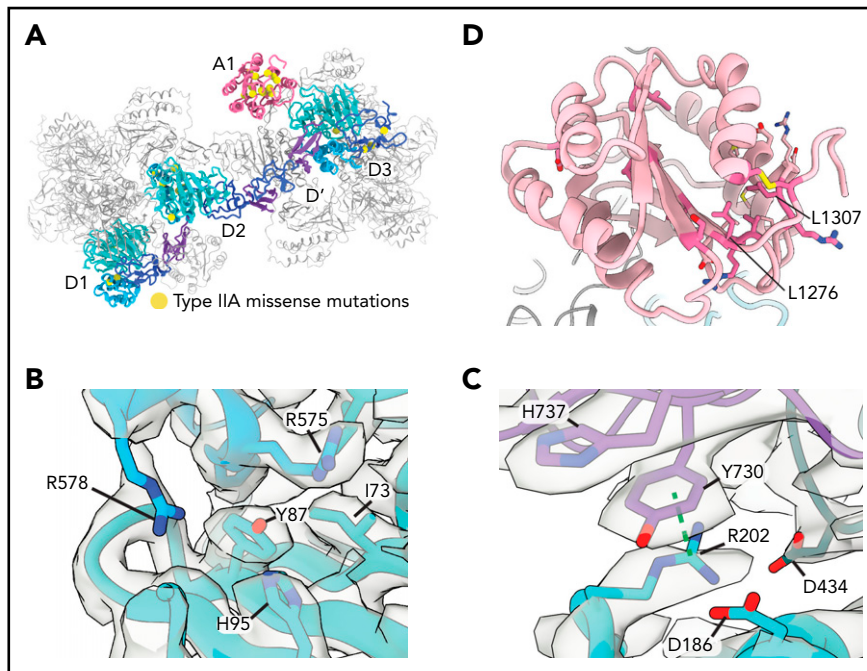 A
A1
D3
D'
D2
D1
Type IIA missense mutations
D
L1307
L1276
B
R575
R578
I73
Y87
H95
C
H737
Y730
R202
D434
D186